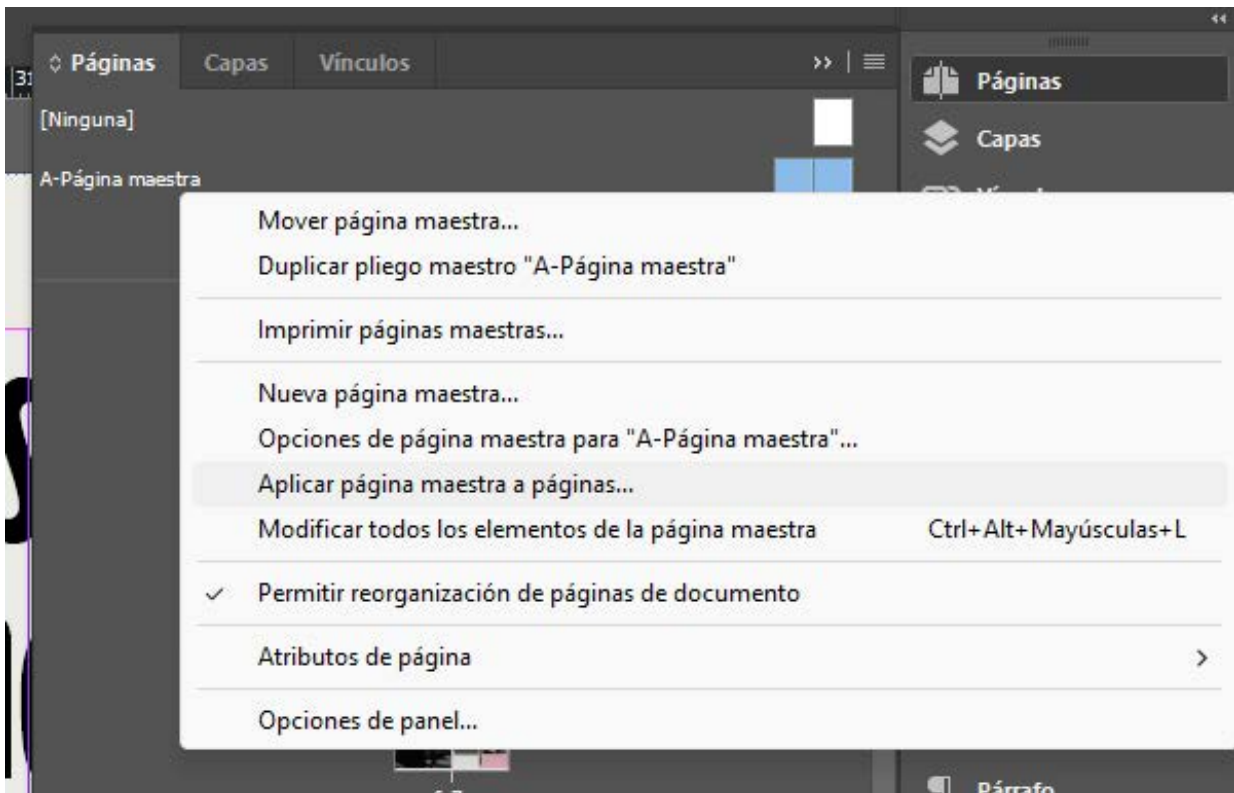 Páginas Capas Vínculos
31
Páginas
[Ninguna]
Capas
A-Página maestra
Mover página maestra...
Duplicar pliego maestro "A-Página maestra"
Imprimir páginas maestras...
Nueva página maestra...
Opciones de página maestra para "A-Página maestra"...
Aplicar página maestra a páginas...
Modificar todos los elementos de la página maestra Ctrl+Alt+Mayúsculas+L
Permitir reorganización de páginas de documento
Atributos de página
Opciones de panel...
Párrafo